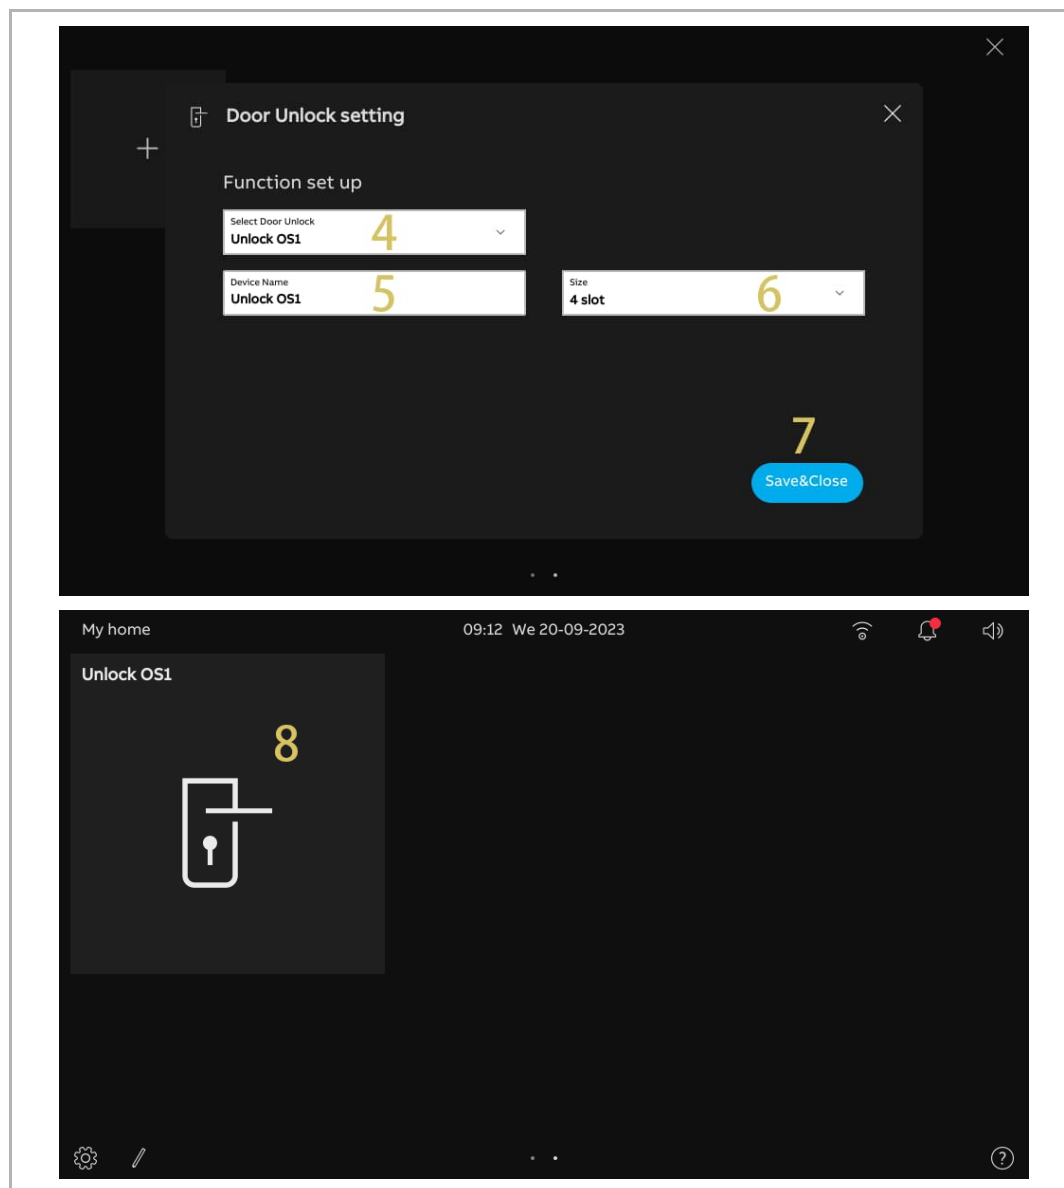 Door Unlock setting
Function set up
Select Door Unlock
Unlock OS1
4
Device Name
Unlock OS1
5
Size
4 slot
6
7
Save&Close
My home
09:12 We 20-09-2023
Unlock OS1
8